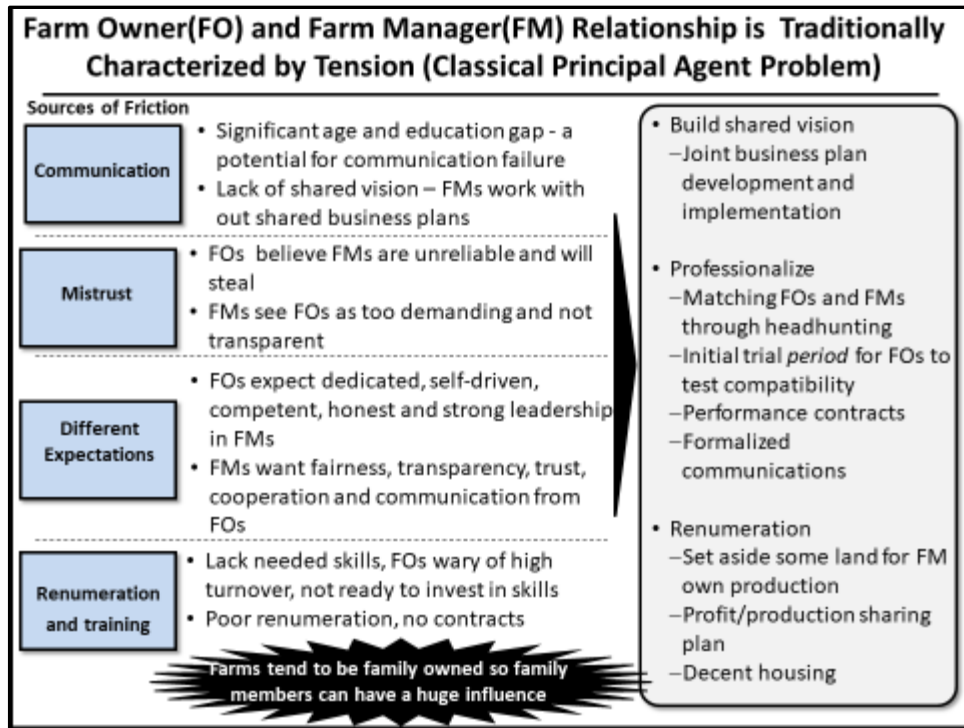 Farm Owner(FO) and Farm Manager(FM) Relationship is Traditionally
Characterized by Tension (Classical Principal Agent Problem)
Sources of Friction
Communication
• Significant age and education gap - a
potential for communication failure
• Lack of shared vision – FMs work with
out shared business plans
Mistrust
• FOs believe FMs are unreliable and will
steal
• FMs see FOs as too demanding and not
transparent
Different
Expectations
• FOs expect dedicated, self-driven,
competent, honest and strong leadership
in FMs
• FMs want fairness, transparency, trust,
cooperation and communication from
FOs
Renumeration
and training
• Lack needed skills, FOs wary of high
turnover, not ready to invest in skills
• Poor renumeration, no contracts
Farms tend to be family owned so family
members can have a huge influence
• Build shared vision
–Joint business plan
development and
implementation
• Professionalize
–Matching FOs and FMs
through headhunting
–Initial trial period for FOs to
test compatibility
–Performance contracts
–Formalized
communications
• Renumeration
–Set aside some land for FM
own production
–Profit/production sharing
plan
–Decent housing